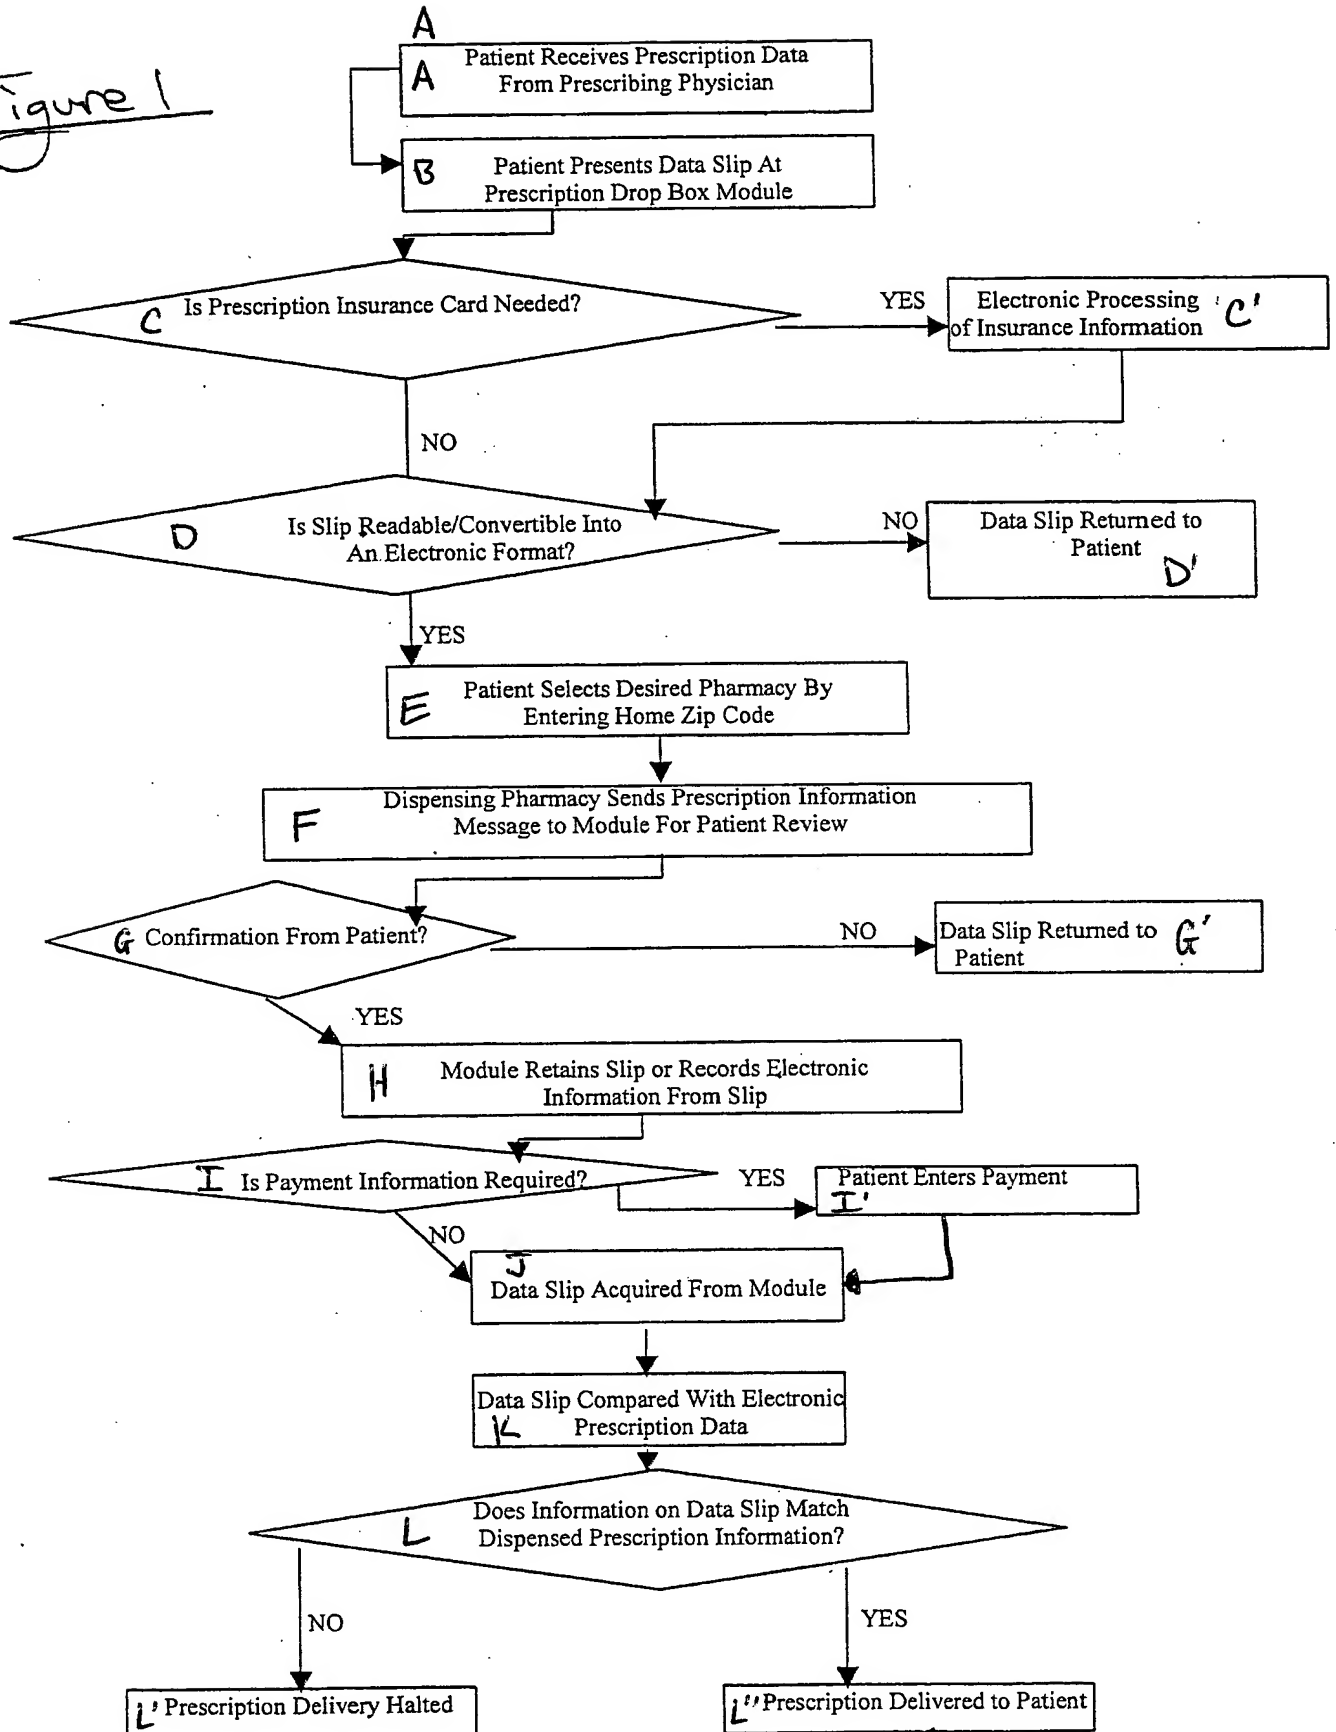 A
Figure 1
A Patient Receives Prescription Data
From Prescribing Physician
B Patient Presents Data Slip At
Prescription Drop Box Module
C Is Prescription Insurance Card Needed?
YES
Electronic Processing
of Insurance Information 'C'
NO
D Is Slip Readable/Convertible Into
An Electronic Format?
NO
Data Slip Returned to
Patient
D'
YES
E Patient Selects Desired Pharmacy By
Entering Home Zip Code
F Dispensing Pharmacy Sends Prescription Information
Message to Module For Patient Review
G Confirmation From Patient?
NO
Data Slip Returned to G'
Patient
YES
H Module Retains Slip or Records Electronic
Information From Slip
I Is Payment Information Required?
YES
Patient Enters Payment
I'
NO
J
Data Slip Acquired From Module
Data Slip Compared With Electronic
K Prescription Data
Does Information on Data Slip Match
L Dispensed Prescription Information?
NO
YES
L' Prescription Delivery Halted
L'' Prescription Delivered to Patient